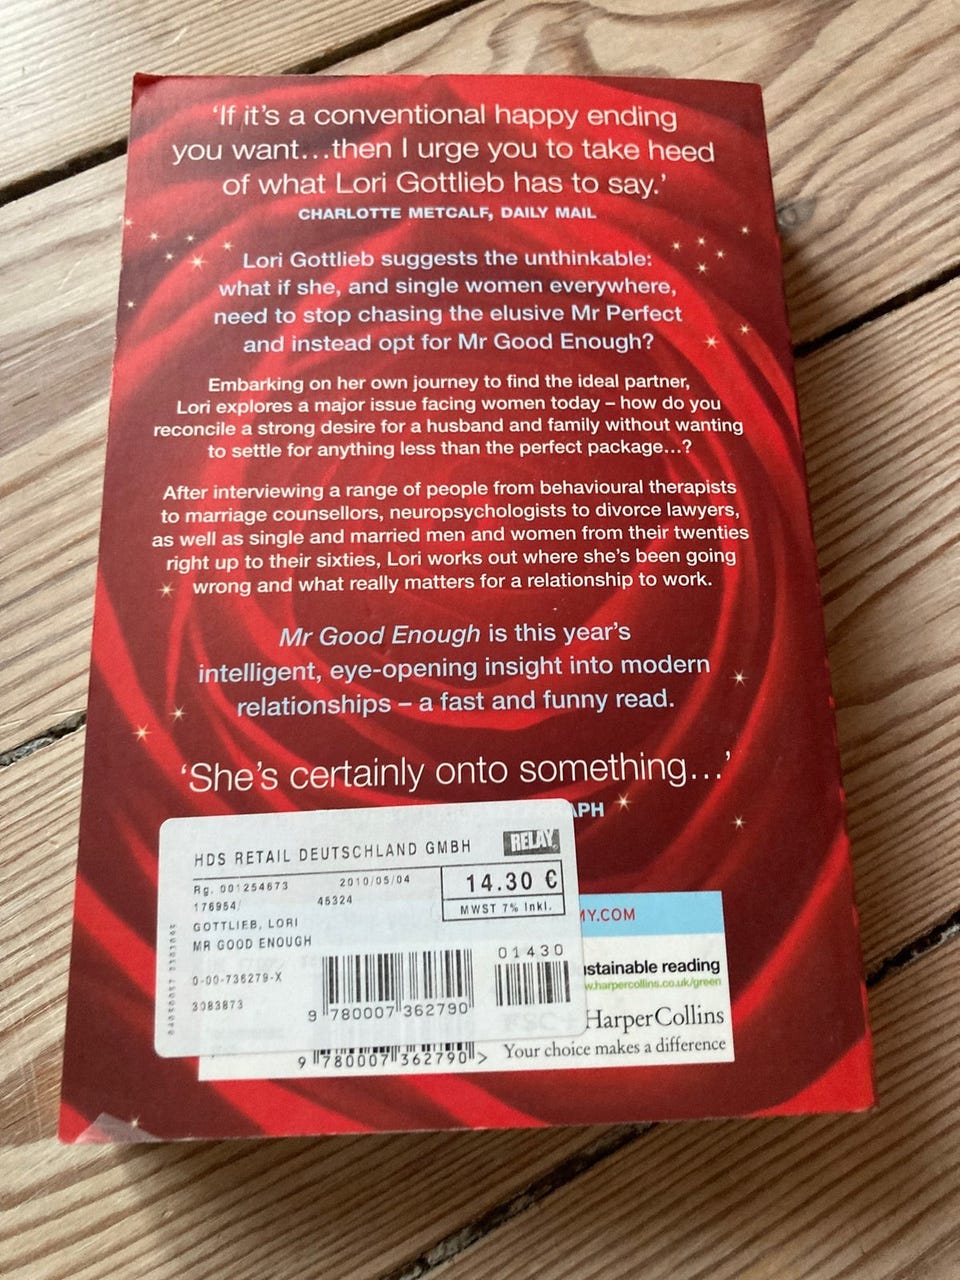 ‘If it’s a conventional happy ending
you want...then I urge you to take heed
of what Lori Gottlieb has to say.’
CHARLOTTE METCALF, DAILY MAIL
Lori Gottlieb suggests the unthinkable:
what if she, and single women everywhere,
need to stop chasing the elusive Mr Perfect
and instead opt for Mr Good Enough?
Embarking on her own journey to find the ideal partner,
Lori explores a major issue facing women today – how do you
reconcile a strong desire for a husband and family without wanting
to settle for anything less than the perfect package...?
After interviewing a range of people from behavioural therapists
to marriage counsellors, neuropsychologists to divorce lawyers,
as well as single and married men and women from their twenties
right up to their sixties, Lori works out where she’s been going
wrong and what really matters for a relationship to work.
Mr Good Enough is this year’s
intelligent, eye-opening insight into modern
relationships – a fast and funny read.
‘She’s certainly onto something...’
APH
HDS RETAIL DEUTSCHLAND GMBH RELAY
Rg. 001254673 2010/05/04 14.30 €
176954/ 45324 MWST 7% Inkl.
GOTTLIEB, LORI
MR GOOD ENOUGH
0-00-736279-X 01430
3083873
9 780007 362790
MY.COM
stainable reading
w.harpercollins.co.uk/green
HarperCollins
Your choice makes a difference
9 780007 362790 >